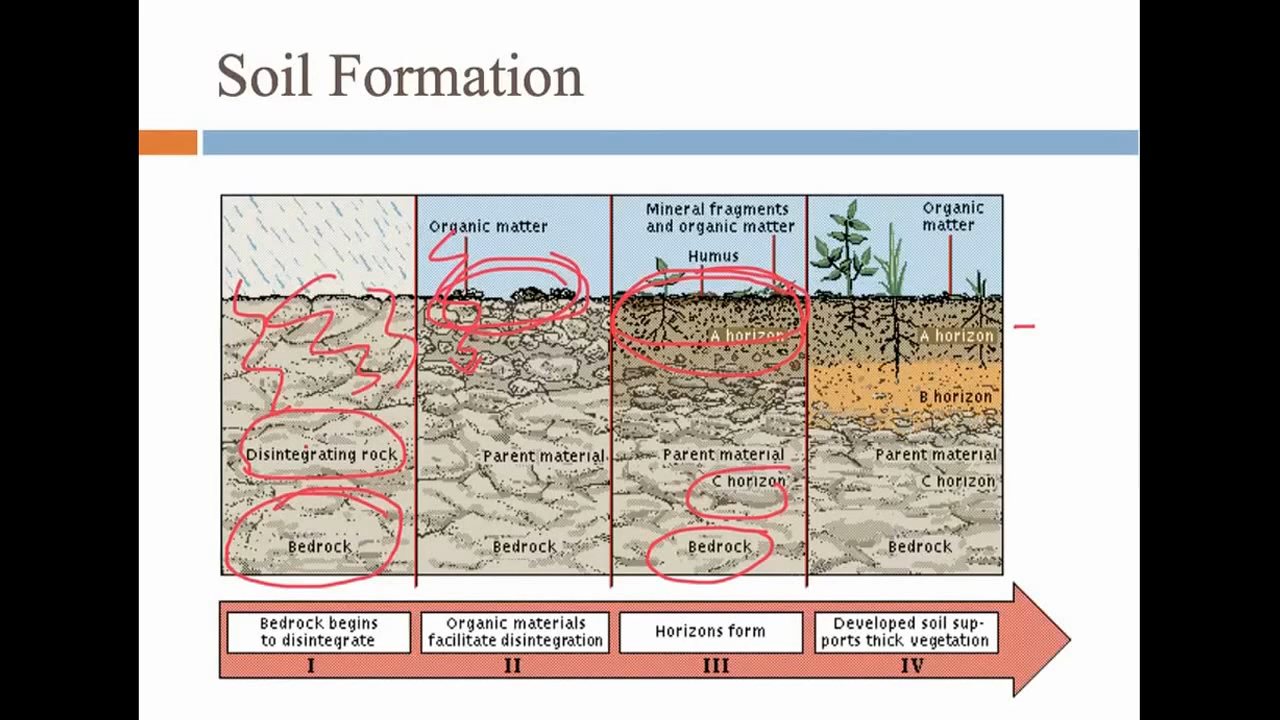 Soil Formation
Organic matter
Mineral fragments
and organic matter
Humus
Organic
matter
A horizon
A horizon
B horizon
Disintegrating rock
Parent material
Parent material
C horizon
Parent material
C horizon
Bedrock
Bedrock
Bedrock
Bedrock
Bedrock begins
to disintegrate
I
Organic materials
facilitate disintegration
II
Horizons form
III
Developed soil sup-
ports thick vegetation
IV